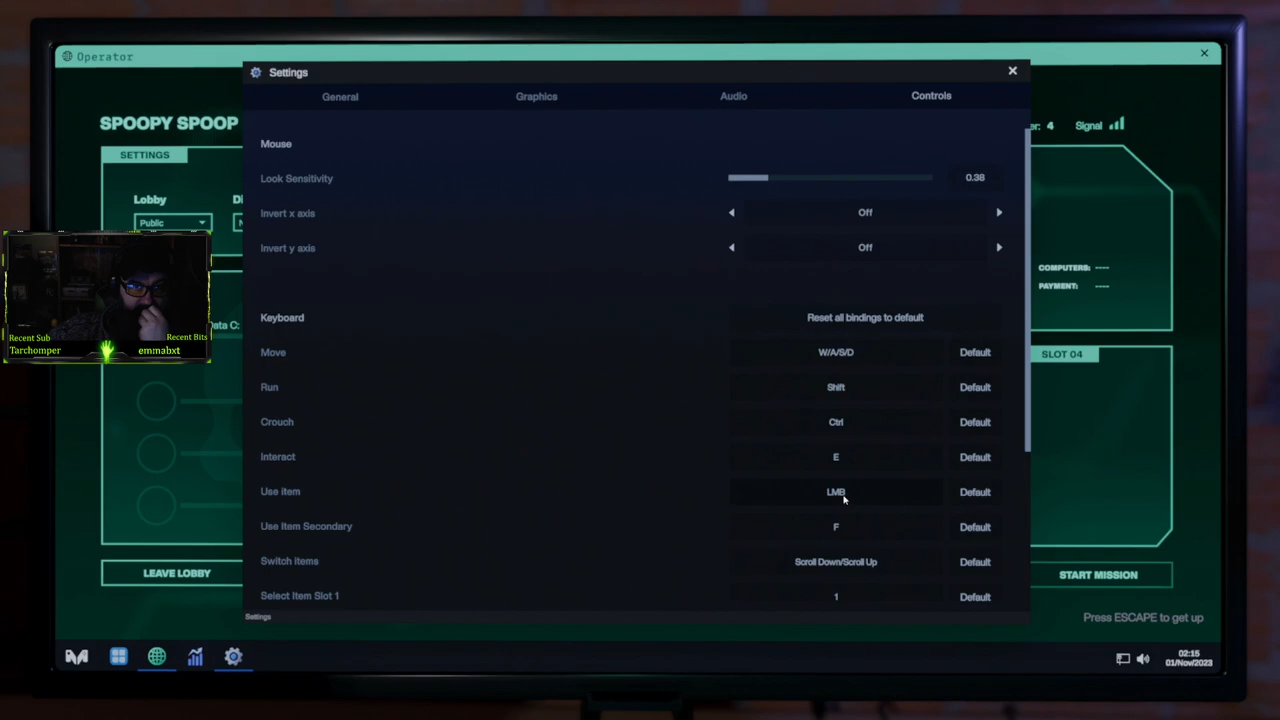 Operator
Settings
General Graphics Audio Controls
SPOOPY SPOOP
4 Signal
SETTINGS
Mouse
Look Sensitivity 0.38
Lobby
Public
Invert x axis Off
Invert y axis Off
COMPUTERS: ----
PAYMENT: ----
Keyboard Reset all bindings to default
Data C:
Recent Sub Recent Bits
Tarchomper emmabxt
Move W/A/S/D Default
SLOT 04
Run Shift Default
Crouch Ctrl Default
Interact E Default
Use item LMB Default
Use Item Secondary F Default
Switch items Scroll Down/Scroll Up Default
Select Item Slot 1 1 Default
LEAVE LOBBY
START MISSION
Settings
Press ESCAPE to get up
02:15
01/Nov/2023